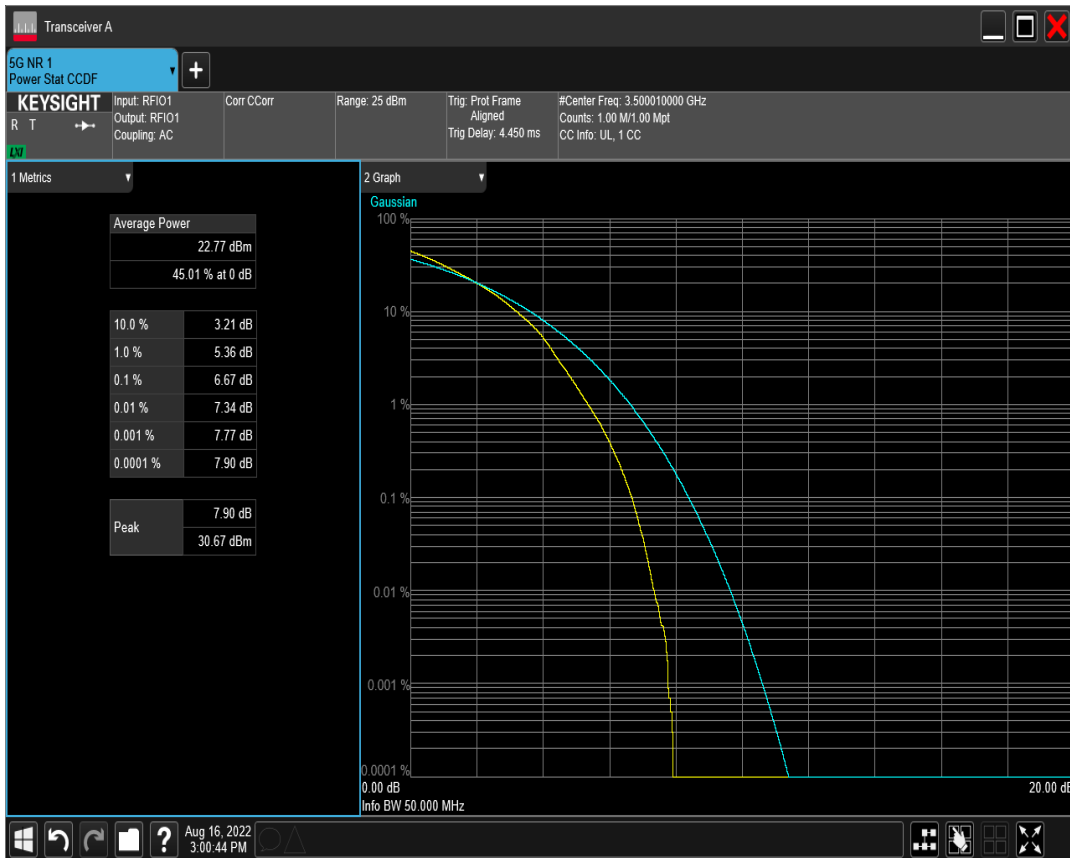 Transceiver A
5G NR 1
Power Stat CCDF
KEYSIGHT
R T
LXI
Input: RFIO1
Output: RFIO1
Coupling: AC
Corr CCorr
Range: 25 dBm
Trig: Prot Frame
Aligned
Trig Delay: 4.450 ms
#Center Freq: 3.500010000 GHz
Counts: 1.00 M/1.00 Mpt
CC Info: UL, 1 CC
1 Metrics
Average Power
22.77 dBm
45.01 % at 0 dB
10.0 % 3.21 dB
1.0 % 5.36 dB
0.1 % 6.67 dB
0.01 % 7.34 dB
0.001 % 7.77 dB
0.0001 % 7.90 dB
Peak 7.90 dB
30.67 dBm
2 Graph
Gaussian
100 %
10 %
1 %
0.1 %
0.01 %
0.001 %
0.0001 %
0.00 dB 20.00 dB
Info BW 50.000 MHz
?
Aug 16, 2022
3:00:44 PM